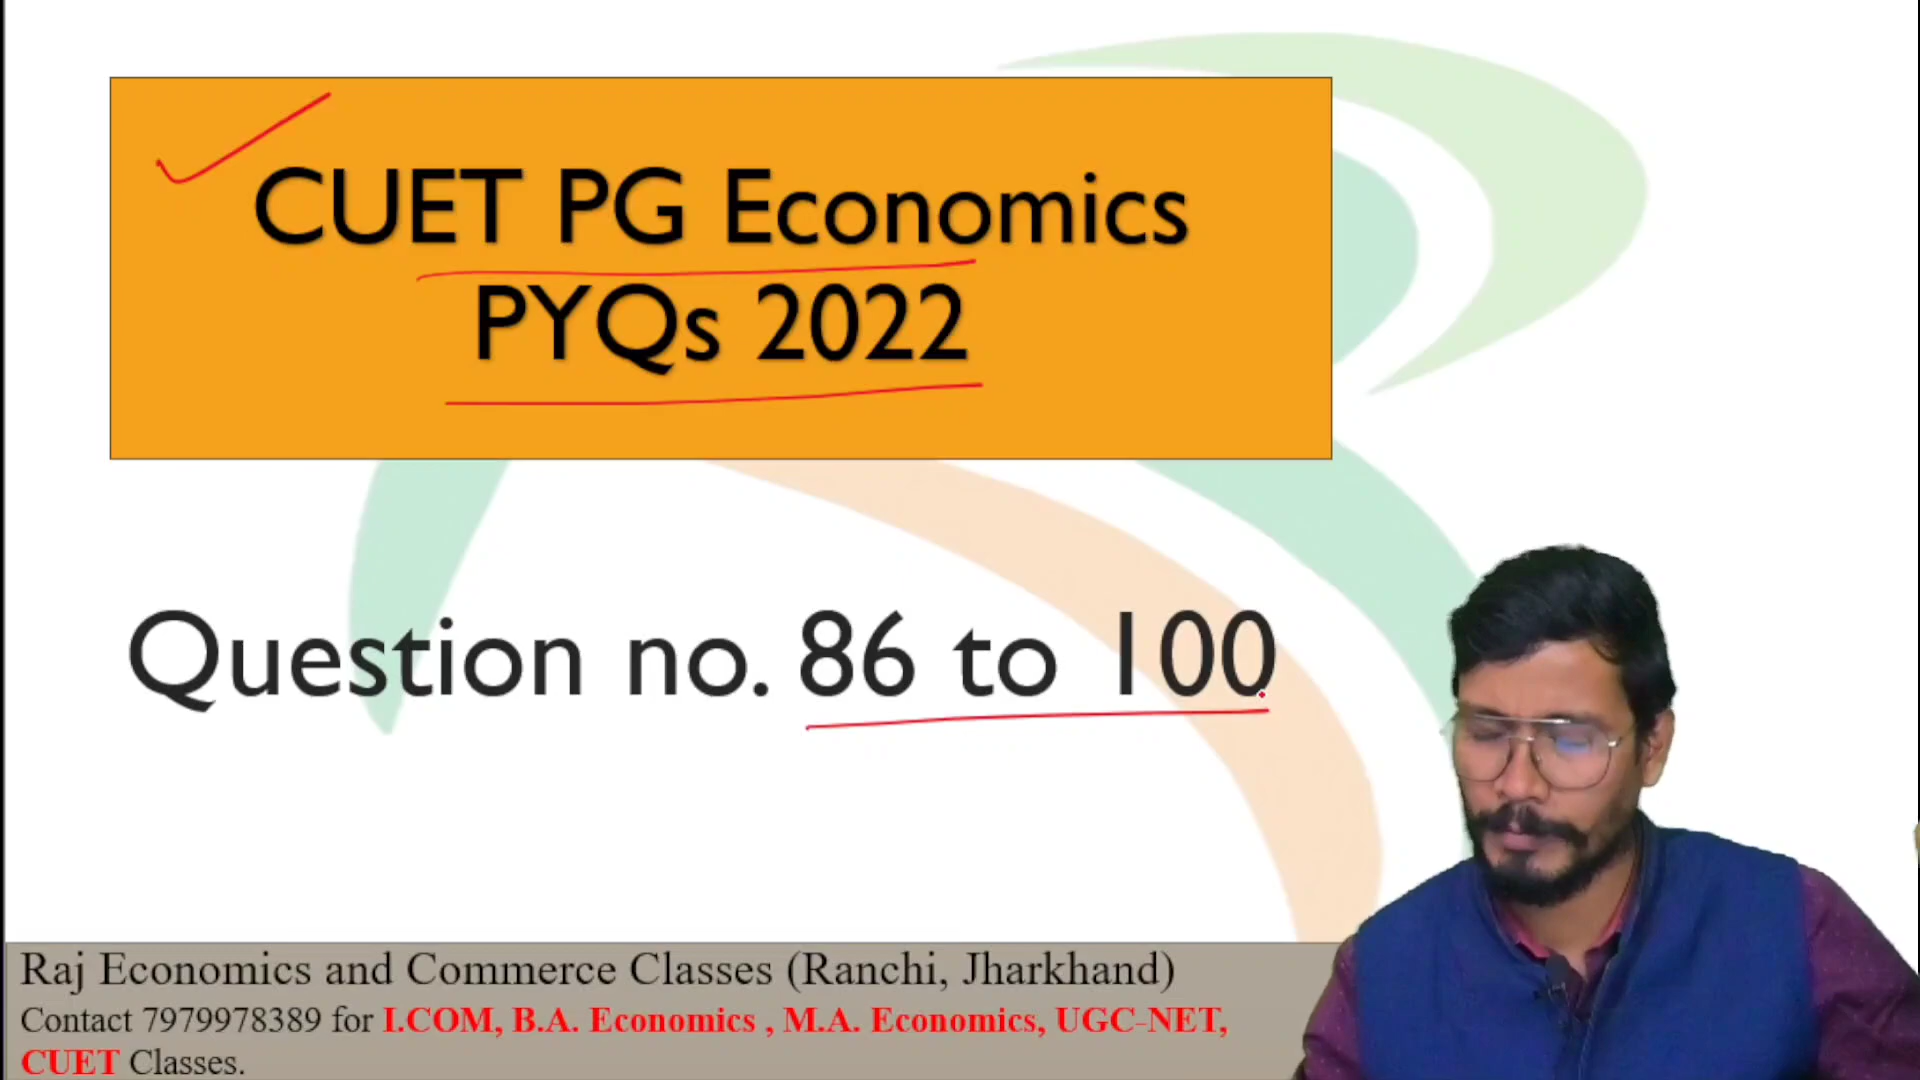 CUET PG Economics
PYQs 2022
Question no. 86 to 100
Raj Economics and Commerce Classes (Ranchi, Jharkhand)
Contact 7979978389 for I.COM, B.A. Economics , M.A. Economics, UGC-NET,
CUET Classes.